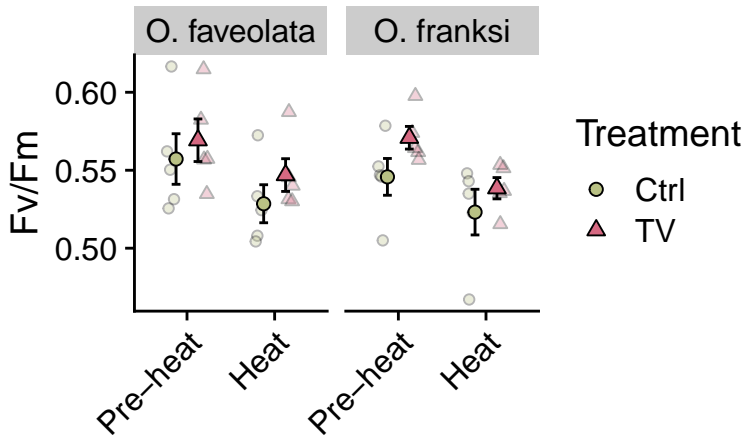 O. faveolata
O. franksi
Fv/Fm
0.60
0.55
0.50
Pre−heat
Heat
Pre−heat
Heat
Treatment
Ctrl
TV